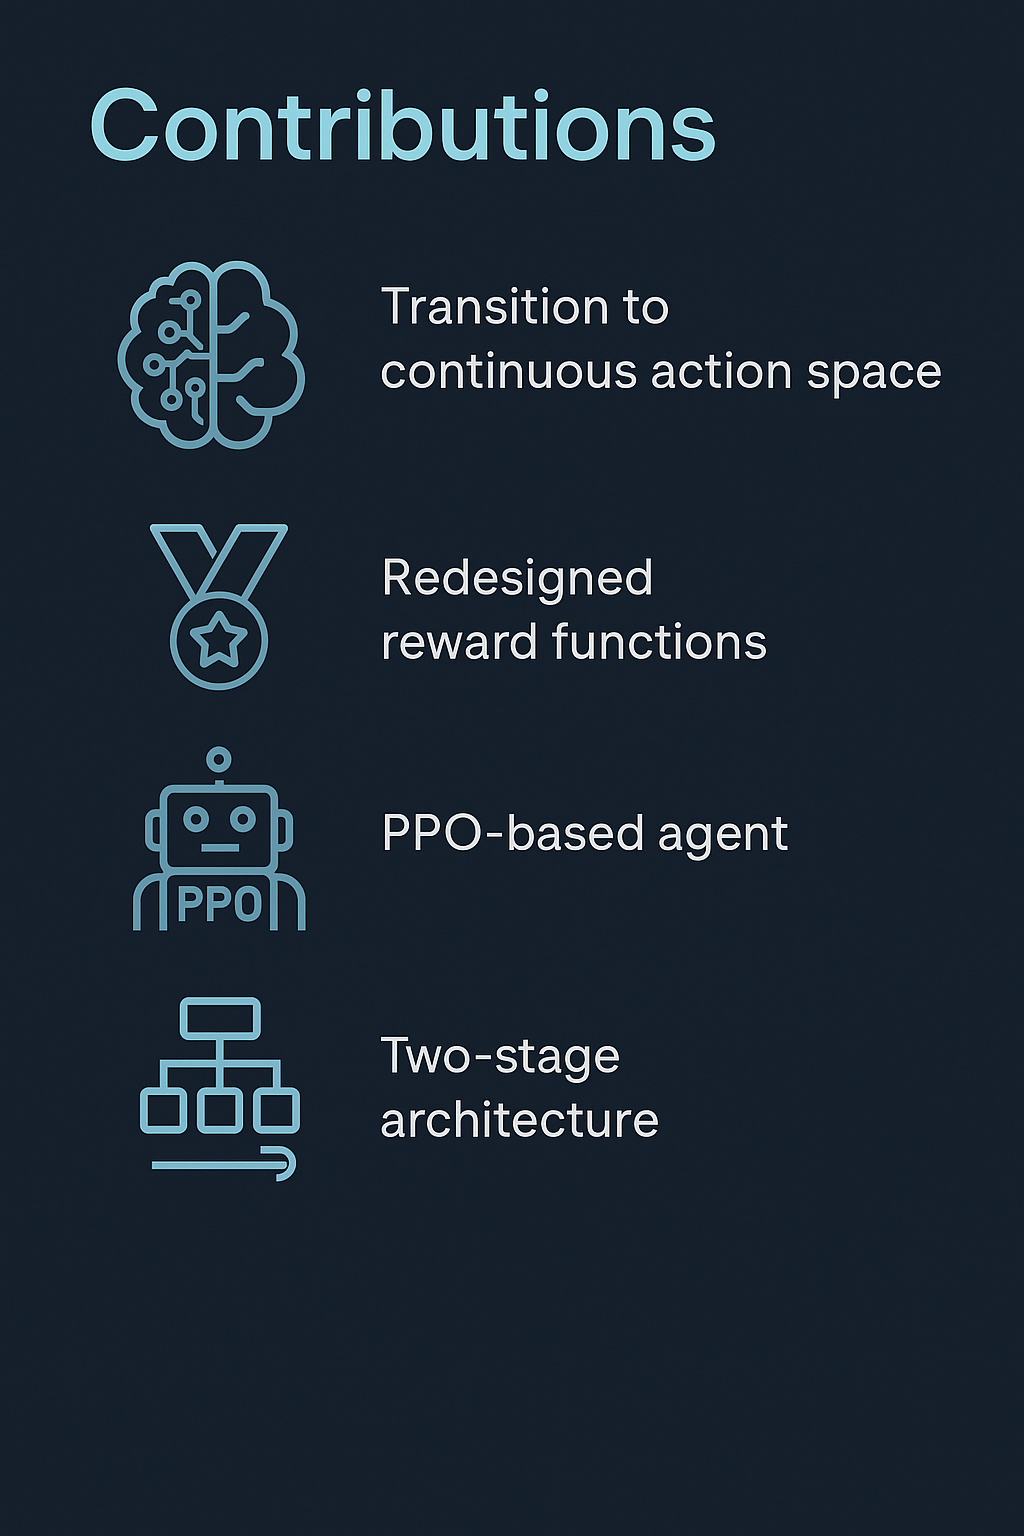 Contributions
Transition to
continuous action space
Redesigned
reward functions
PPO-based agent
PPO
Two-stage
architecture